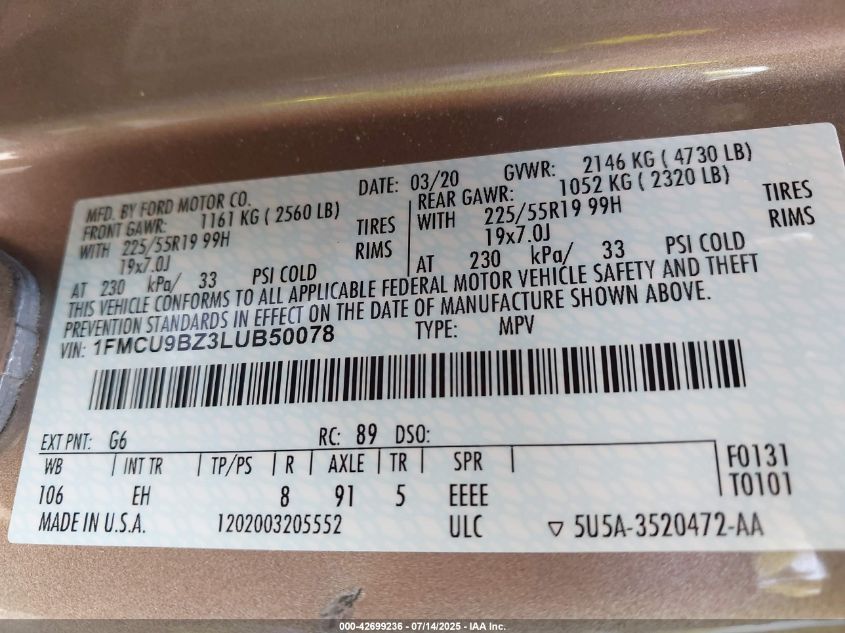 MFD. BY FORD MOTOR CO. DATE: 03/20 GVWR: 2146 KG ( 4730 LB)
FRONT GAWR: 1161 KG ( 2560 LB) REAR GAWR: 1052 KG ( 2320 LB)
WITH 225/55R19 99H TIRES WITH 225/55R19 99H TIRES
19x7.0J RIMS 19x7.0J RIMS
AT 230 kPa/ 33 PSI COLD AT 230 kPa/ 33 PSI COLD
THIS VEHICLE CONFORMS TO ALL APPLICABLE FEDERAL MOTOR VEHICLE SAFETY AND THEFT
PREVENTION STANDARDS IN EFFECT ON THE DATE OF MANUFACTURE SHOWN ABOVE.
VIN: 1FMCU9BZ3LUB50078 TYPE: MPV
EXT PNT: G6 RC: 89 DSO:
WB INT TR TP/PS R AXLE TR SPR F0131
106 EH 8 91 5 EEEE T0101
MADE IN U.S.A. 1202003205552 ULC ▽ 5U5A-3520472-AA
000-42699236 - 07/14/2025 - IAA Inc.